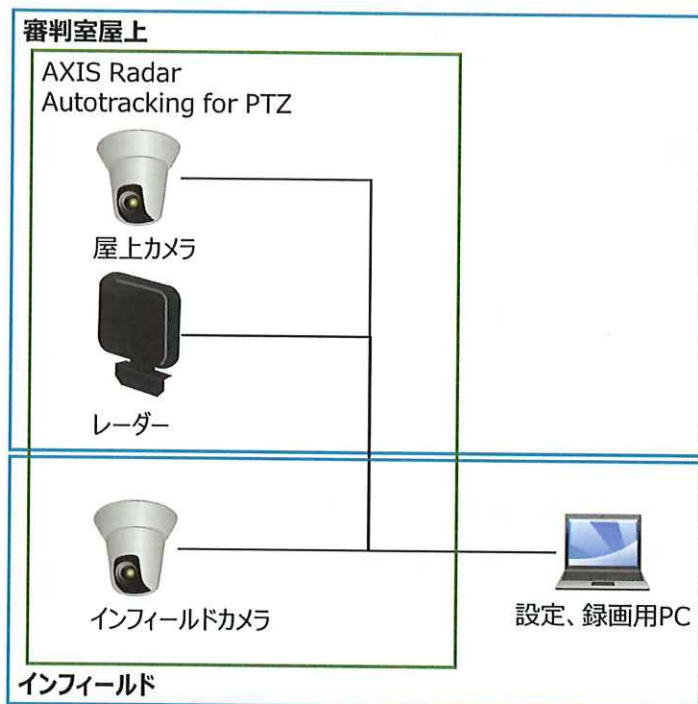 審判室屋上
AXIS Radar
Autotracking for PTZ
屋上カメラ
レーダー
インフィールドカメラ
設定、録画用PC
インフィールド